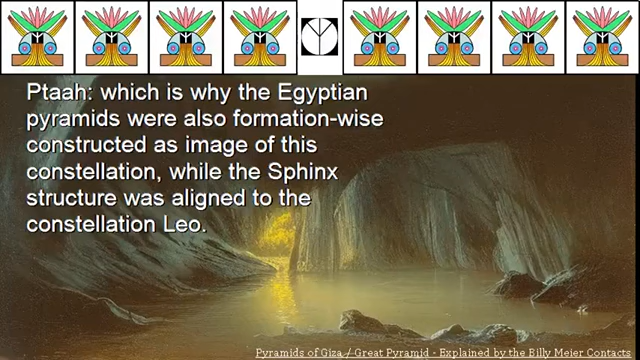 Ptaah: which is why the Egyptian
pyramids were also formation-wise
constructed as image of this
constellation, while the Sphinx
structure was aligned to the
constellation Leo.
Pyramids of Giza / Great Pyramid - Explained by the Billy Meier Contacts